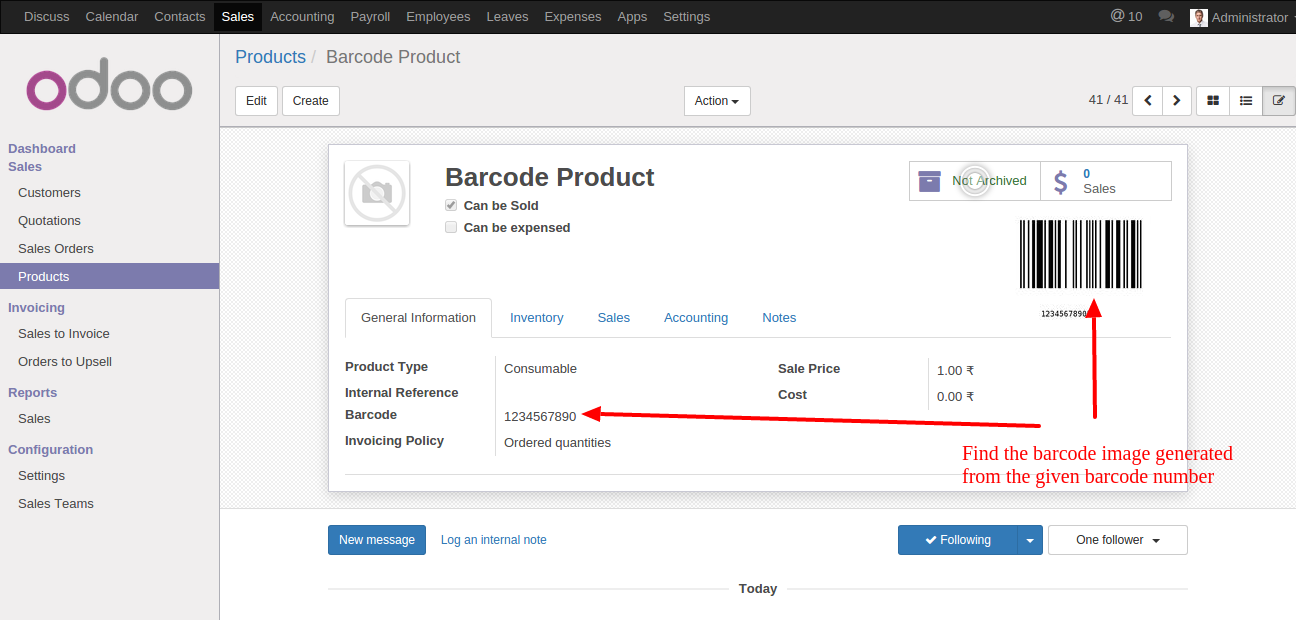 Discuss Calendar Contacts Sales Accounting Payroll Employees Leaves Expenses Apps Settings @ 10 Administrator
odoo
Products / Barcode Product
Edit Create Action 41 / 41
Dashboard
Sales
Customers
Quotations
Sales Orders
Products
Invoicing
Sales to Invoice
Orders to Upsell
Reports
Sales
Configuration
Settings
Sales Teams
Barcode Product
Can be Sold
Can be expensed
Not Archived
0
Sales
1234567890
General Information Inventory Sales Accounting Notes
Product Type Consumable
Internal Reference
Barcode 1234567890
Invoicing Policy Ordered quantities
Sale Price 1.00 ₹
Cost 0.00 ₹
Find the barcode image generated
from the given barcode number
New message Log an internal note Following One follower
Today